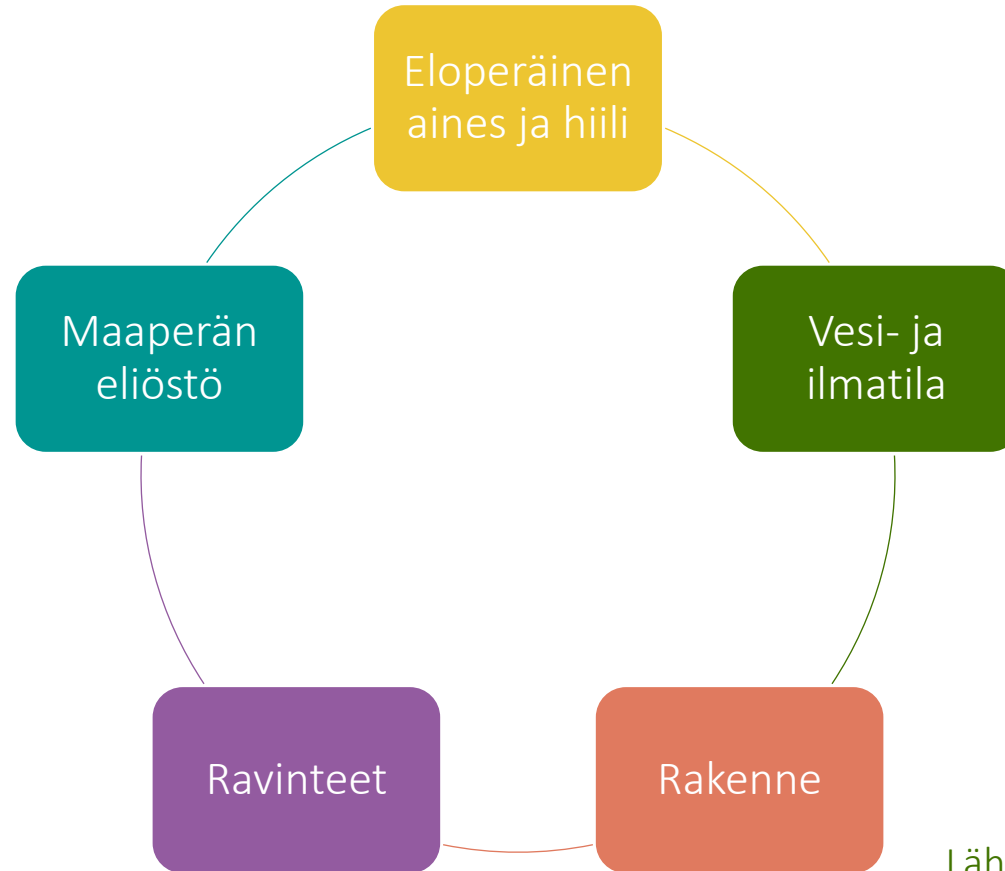 Eloperäinen
aines ja hiili
Maaperän
eliöstö
Vesi- ja
ilmatila
Ravinteet
Rakenne